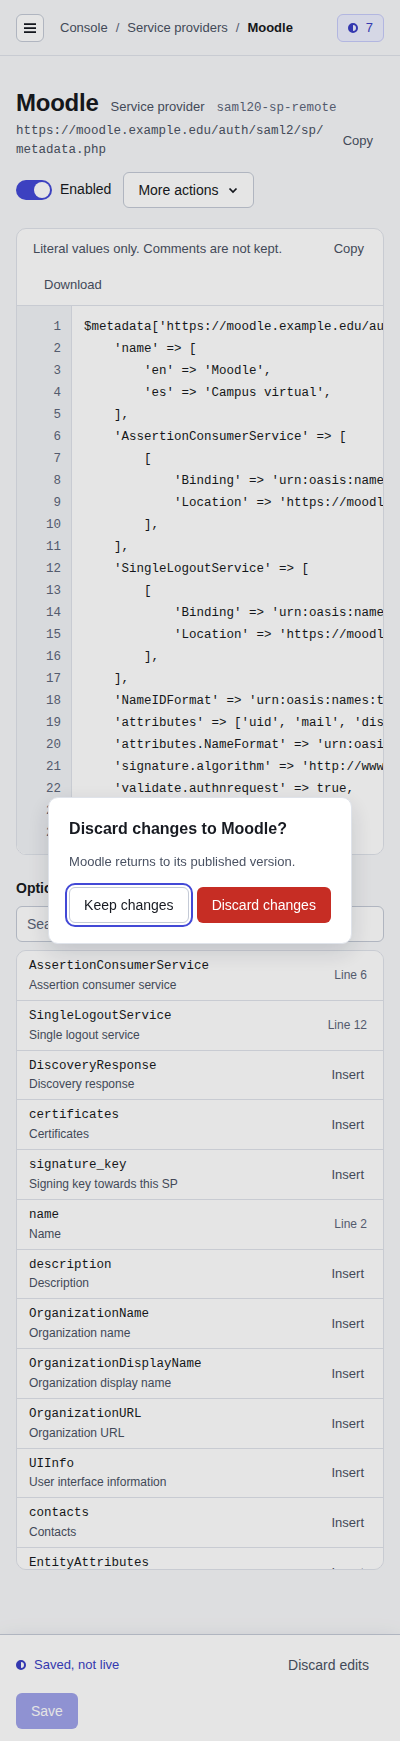 Console / Service providers / Moodle
7
Moodle Service provider saml20-sp-remote
https://moodle.example.edu/auth/saml2/sp/
metadata.php
Copy
Enabled
More actions
Literal values only. Comments are not kept.
Copy
Download
1 $metadata['https://moodle.example.edu/au
2 'name' => [
3 'en' => 'Moodle',
4 'es' => 'Campus virtual',
5 ],
6 'AssertionConsumerService' => [
7 [
8 'Binding' => 'urn:oasis:name
9 'Location' => 'https://moodl
10 ],
11 ],
12 'SingleLogoutService' => [
13 [
14 'Binding' => 'urn:oasis:name
15 'Location' => 'https://moodl
16 ],
17 ],
18 'NameIDFormat' => 'urn:oasis:names:t
19 'attributes' => ['uid', 'mail', 'dis
20 'attributes.NameFormat' => 'urn:oasi
21 'signature.algorithm' => 'http://www
22 'validate.authnrequest' => true,
Discard changes to Moodle?
Moodle returns to its published version.
Keep changes
Discard changes
AssertionConsumerService
Assertion consumer service
Line 6
SingleLogoutService
Single logout service
Line 12
DiscoveryResponse
Discovery response
Insert
certificates
Certificates
Insert
signature_key
Signing key towards this SP
Insert
name
Name
Line 2
description
Description
Insert
OrganizationName
Organization name
Insert
OrganizationDisplayName
Organization display name
Insert
OrganizationURL
Organization URL
Insert
UIInfo
User interface information
Insert
contacts
Contacts
Insert
EntityAttributes
Saved, not live
Discard edits
Save